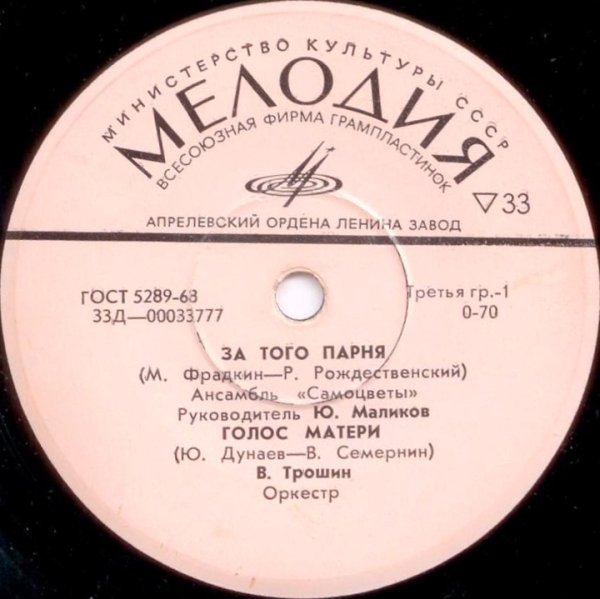 МИНИСТЕРСТВО КУЛЬТУРЫ СССР
МЕЛОДИЯ
ВСЕСОЮЗНАЯ ФИРМА ГРАМПЛАСТИНОК
▽33
АПРЕЛЕВСКИЙ ОРДЕНА ЛЕНИНА ЗАВОД
ГОСТ 5289-68 Третья гр.-1
33Д—00033777 0-70
ЗА ТОГО ПАРНЯ
(М. Фрадкин—Р. Рождественский)
Ансамбль «Самоцветы»
Руководитель Ю. Маликов
ГОЛОС МАТЕРИ
(Ю. Дунаев—В. Семернин)
В. Трошин
Оркестр